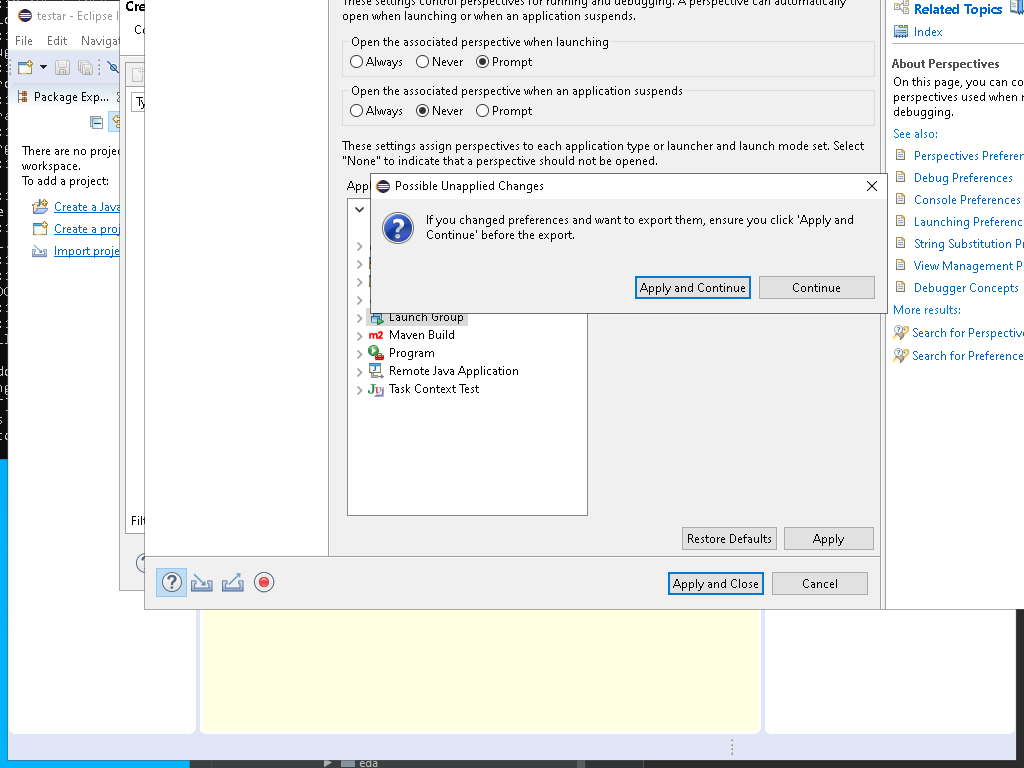 testar - Eclipse I
File Edit Navigat
Package Exp...
There are no proje
workspace.
To add a project:
Create a Java
Create a proj
Import proje
Cre
Co
Ty
Filt
These settings control perspectives for running and debugging. A perspective can automatically
open when launching or when an application suspends.
Open the associated perspective when launching
Always Never Prompt
Open the associated perspective when an application suspends
Always Never Prompt
These settings assign perspectives to each application type or launcher and launch mode set. Select
"None" to indicate that a perspective should not be opened.
Appl
Possible Unapplied Changes
If you changed preferences and want to export them, ensure you click 'Apply and
Continue' before the export.
Apply and Continue Continue
Launch Group
m2 Maven Build
Program
Remote Java Application
Task Context Test
Restore Defaults Apply
Apply and Close Cancel
Related Topics
Index
About Perspectives
On this page, you can co
perspectives used when r
debugging.
See also:
Perspectives Preferen
Debug Preferences
Console Preferences
Launching Preferenc
String Substitution Pr
View Management P
Debugger Concepts
More results:
Search for Perspective
Search for Preference
eda